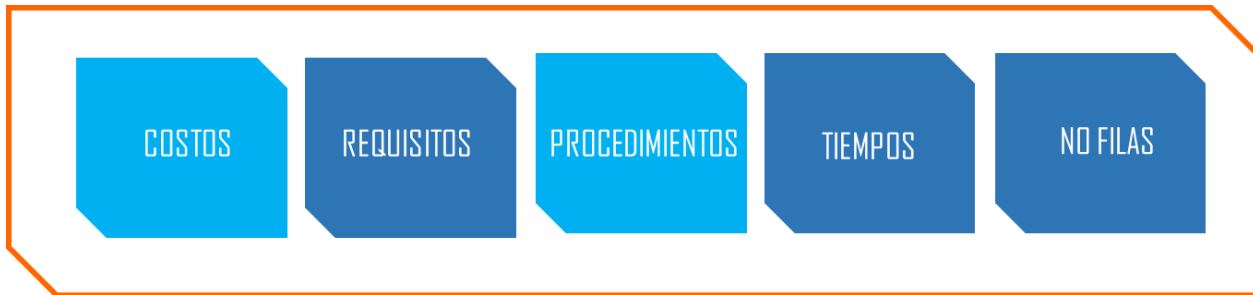 COSTOS
REQUISITOS
PROCEDIMIENTOS
TIEMPOS
NO FILAS